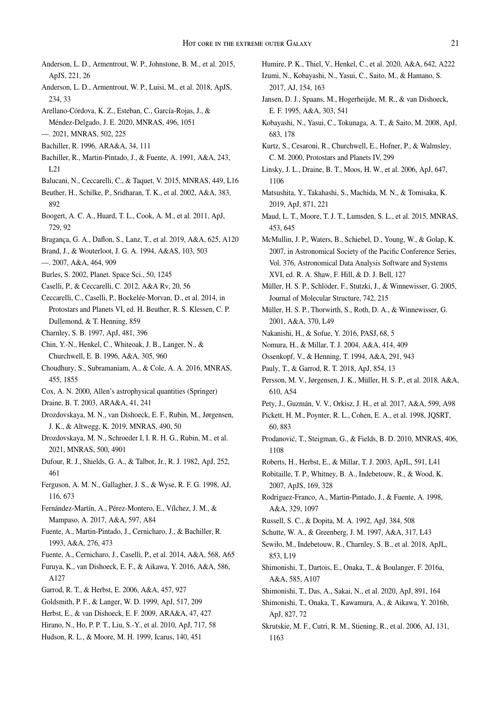 HOT CORE IN THE EXTREME OUTER GALAXY 21
Anderson, L. D., Armentrout, W. P., Johnstone, B. M., et al. 2015,
ApJS, 221, 26
Anderson, L. D., Armentrout, W. P., Luisi, M., et al. 2018, ApJS,
234, 33
Arellano-Córdova, K. Z., Esteban, C., García-Rojas, J., &
Méndez-Delgado, J. E. 2020, MNRAS, 496, 1051
—. 2021, MNRAS, 502, 225
Bachiller, R. 1996, ARA&A, 34, 111
Bachiller, R., Martin-Pintado, J., & Fuente, A. 1991, A&A, 243,
L21
Balucani, N., Ceccarelli, C., & Taquet, V. 2015, MNRAS, 449, L16
Beuther, H., Schilke, P., Sridharan, T. K., et al. 2002, A&A, 383,
892
Boogert, A. C. A., Huard, T. L., Cook, A. M., et al. 2011, ApJ,
729, 92
Bragança, G. A., Daflon, S., Lanz, T., et al. 2019, A&A, 625, A120
Brand, J., & Wouterloot, J. G. A. 1994, A&AS, 103, 503
—. 2007, A&A, 464, 909
Burles, S. 2002, Planet. Space Sci., 50, 1245
Caselli, P., & Ceccarelli, C. 2012, A&A Rv, 20, 56
Ceccarelli, C., Caselli, P., Bockelée-Morvan, D., et al. 2014, in
Protostars and Planets VI, ed. H. Beuther, R. S. Klessen, C. P.
Dullemond, & T. Henning, 859
Charnley, S. B. 1997, ApJ, 481, 396
Chin, Y.-N., Henkel, C., Whiteoak, J. B., Langer, N., &
Churchwell, E. B. 1996, A&A, 305, 960
Choudhury, S., Subramaniam, A., & Cole, A. A. 2016, MNRAS,
455, 1855
Cox, A. N. 2000, Allen's astrophysical quantities (Springer)
Draine, B. T. 2003, ARA&A, 41, 241
Drozdovskaya, M. N., van Dishoeck, E. F., Rubin, M., Jørgensen,
J. K., & Altwegg, K. 2019, MNRAS, 490, 50
Drozdovskaya, M. N., Schroeder I, I. R. H. G., Rubin, M., et al.
2021, MNRAS, 500, 4901
Dufour, R. J., Shields, G. A., & Talbot, Jr., R. J. 1982, ApJ, 252,
461
Ferguson, A. M. N., Gallagher, J. S., & Wyse, R. F. G. 1998, AJ,
116, 673
Fernández-Martín, A., Pérez-Montero, E., Vílchez, J. M., &
Mampaso, A. 2017, A&A, 597, A84
Fuente, A., Martin-Pintado, J., Cernicharo, J., & Bachiller, R.
1993, A&A, 276, 473
Fuente, A., Cernicharo, J., Caselli, P., et al. 2014, A&A, 568, A65
Furuya, K., van Dishoeck, E. F., & Aikawa, Y. 2016, A&A, 586,
A127
Garrod, R. T., & Herbst, E. 2006, A&A, 457, 927
Goldsmith, P. F., & Langer, W. D. 1999, ApJ, 517, 209
Herbst, E., & van Dishoeck, E. F. 2009, ARA&A, 47, 427
Hirano, N., Ho, P. P. T., Liu, S.-Y., et al. 2010, ApJ, 717, 58
Hudson, R. L., & Moore, M. H. 1999, Icarus, 140, 451
Humire, P. K., Thiel, V., Henkel, C., et al. 2020, A&A, 642, A222
Izumi, N., Kobayashi, N., Yasui, C., Saito, M., & Hamano, S.
2017, AJ, 154, 163
Jansen, D. J., Spaans, M., Hogerheijde, M. R., & van Dishoeck,
E. F. 1995, A&A, 303, 541
Kobayashi, N., Yasui, C., Tokunaga, A. T., & Saito, M. 2008, ApJ,
683, 178
Kurtz, S., Cesaroni, R., Churchwell, E., Hofner, P., & Walmsley,
C. M. 2000, Protostars and Planets IV, 299
Linsky, J. L., Draine, B. T., Moos, H. W., et al. 2006, ApJ, 647,
1106
Matsushita, Y., Takahashi, S., Machida, M. N., & Tomisaka, K.
2019, ApJ, 871, 221
Maud, L. T., Moore, T. J. T., Lumsden, S. L., et al. 2015, MNRAS,
453, 645
McMullin, J. P., Waters, B., Schiebel, D., Young, W., & Golap, K.
2007, in Astronomical Society of the Pacific Conference Series,
Vol. 376, Astronomical Data Analysis Software and Systems
XVI, ed. R. A. Shaw, F. Hill, & D. J. Bell, 127
Müller, H. S. P., Schlöder, F., Stutzki, J., & Winnewisser, G. 2005,
Journal of Molecular Structure, 742, 215
Müller, H. S. P., Thorwirth, S., Roth, D. A., & Winnewisser, G.
2001, A&A, 370, L49
Nakanishi, H., & Sofue, Y. 2016, PASJ, 68, 5
Nomura, H., & Millar, T. J. 2004, A&A, 414, 409
Ossenkopf, V., & Henning, T. 1994, A&A, 291, 943
Pauly, T., & Garrod, R. T. 2018, ApJ, 854, 13
Persson, M. V., Jørgensen, J. K., Müller, H. S. P., et al. 2018, A&A,
610, A54
Pety, J., Guzmán, V. V., Orkisz, J. H., et al. 2017, A&A, 599, A98
Pickett, H. M., Poynter, R. L., Cohen, E. A., et al. 1998, JQSRT,
60, 883
Prodanović, T., Steigman, G., & Fields, B. D. 2010, MNRAS, 406,
1108
Roberts, H., Herbst, E., & Millar, T. J. 2003, ApJL, 591, L41
Robitaille, T. P., Whitney, B. A., Indebetouw, R., & Wood, K.
2007, ApJS, 169, 328
Rodriguez-Franco, A., Martin-Pintado, J., & Fuente, A. 1998,
A&A, 329, 1097
Russell, S. C., & Dopita, M. A. 1992, ApJ, 384, 508
Schutte, W. A., & Greenberg, J. M. 1997, A&A, 317, L43
Sewiło, M., Indebetouw, R., Charnley, S. B., et al. 2018, ApJL,
853, L19
Shimonishi, T., Dartois, E., Onaka, T., & Boulanger, F. 2016a,
A&A, 585, A107
Shimonishi, T., Das, A., Sakai, N., et al. 2020, ApJ, 891, 164
Shimonishi, T., Onaka, T., Kawamura, A., & Aikawa, Y. 2016b,
ApJ, 827, 72
Skrutskie, M. F., Cutri, R. M., Stiening, R., et al. 2006, AJ, 131,
1163